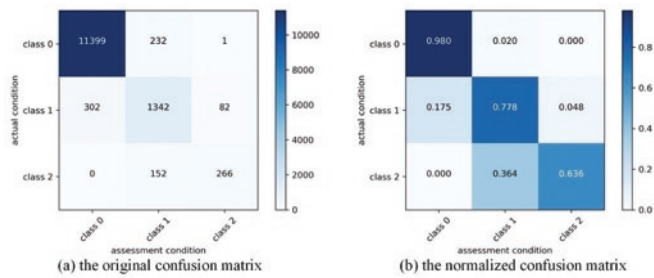 class 0
class 1
class 2
actual condition
11399 232 1
302 1342 82
0 152 266
10000
8000
6000
4000
2000
0
class 0 class 1 class 2
assessment condition
(a) the original confusion matrix
class 0
class 1
class 2
actual condition
0.980 0.020 0.000
0.175 0.778 0.048
0.000 0.364 0.636
0.8
0.6
0.4
0.2
0.0
class 0 class 1 class 2
assessment condition
(b) the normalized confusion matrix